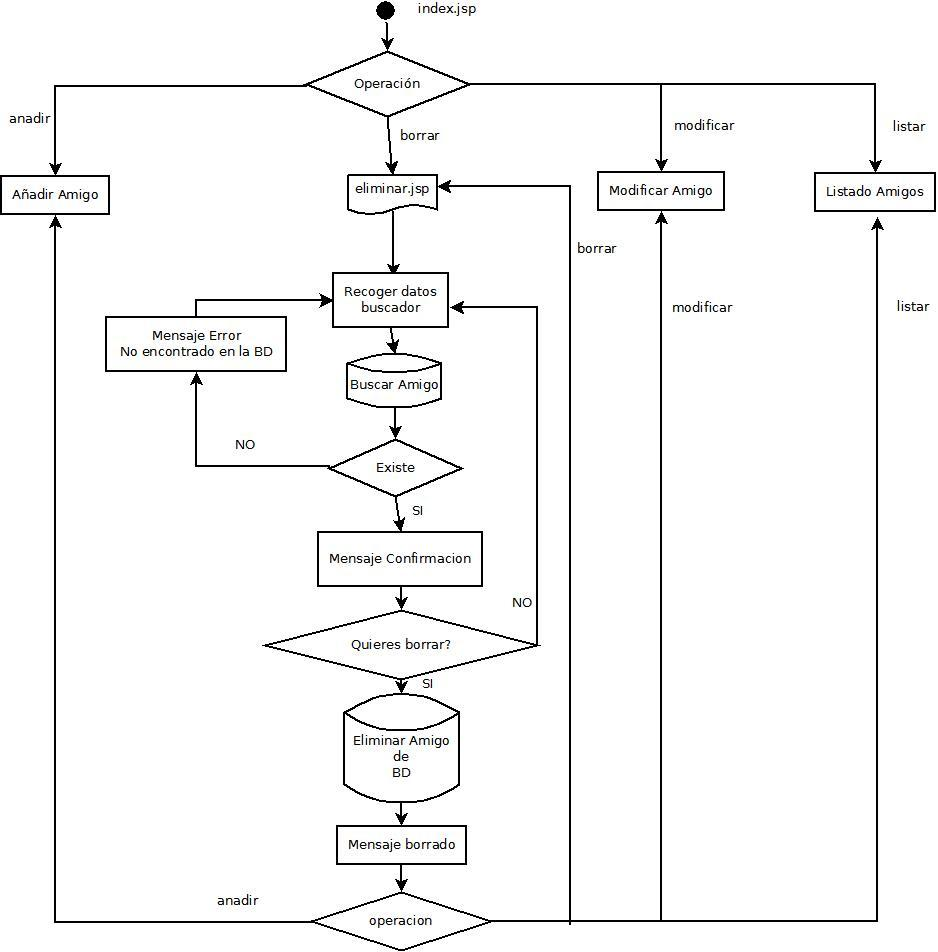 index.jsp
Operación
anadir
borrar
modificar
listar
Añadir Amigo
eliminar.jsp
Modificar Amigo
Listado Amigos
borrar
Recoger datos
buscador
modificar
listar
Mensaje Error
No encontrado en la BD
Buscar Amigo
NO
Existe
SI
Mensaje Confirmacion
NO
Quieres borrar?
SI
Eliminar Amigo
de
BD
Mensaje borrado
anadir
operacion